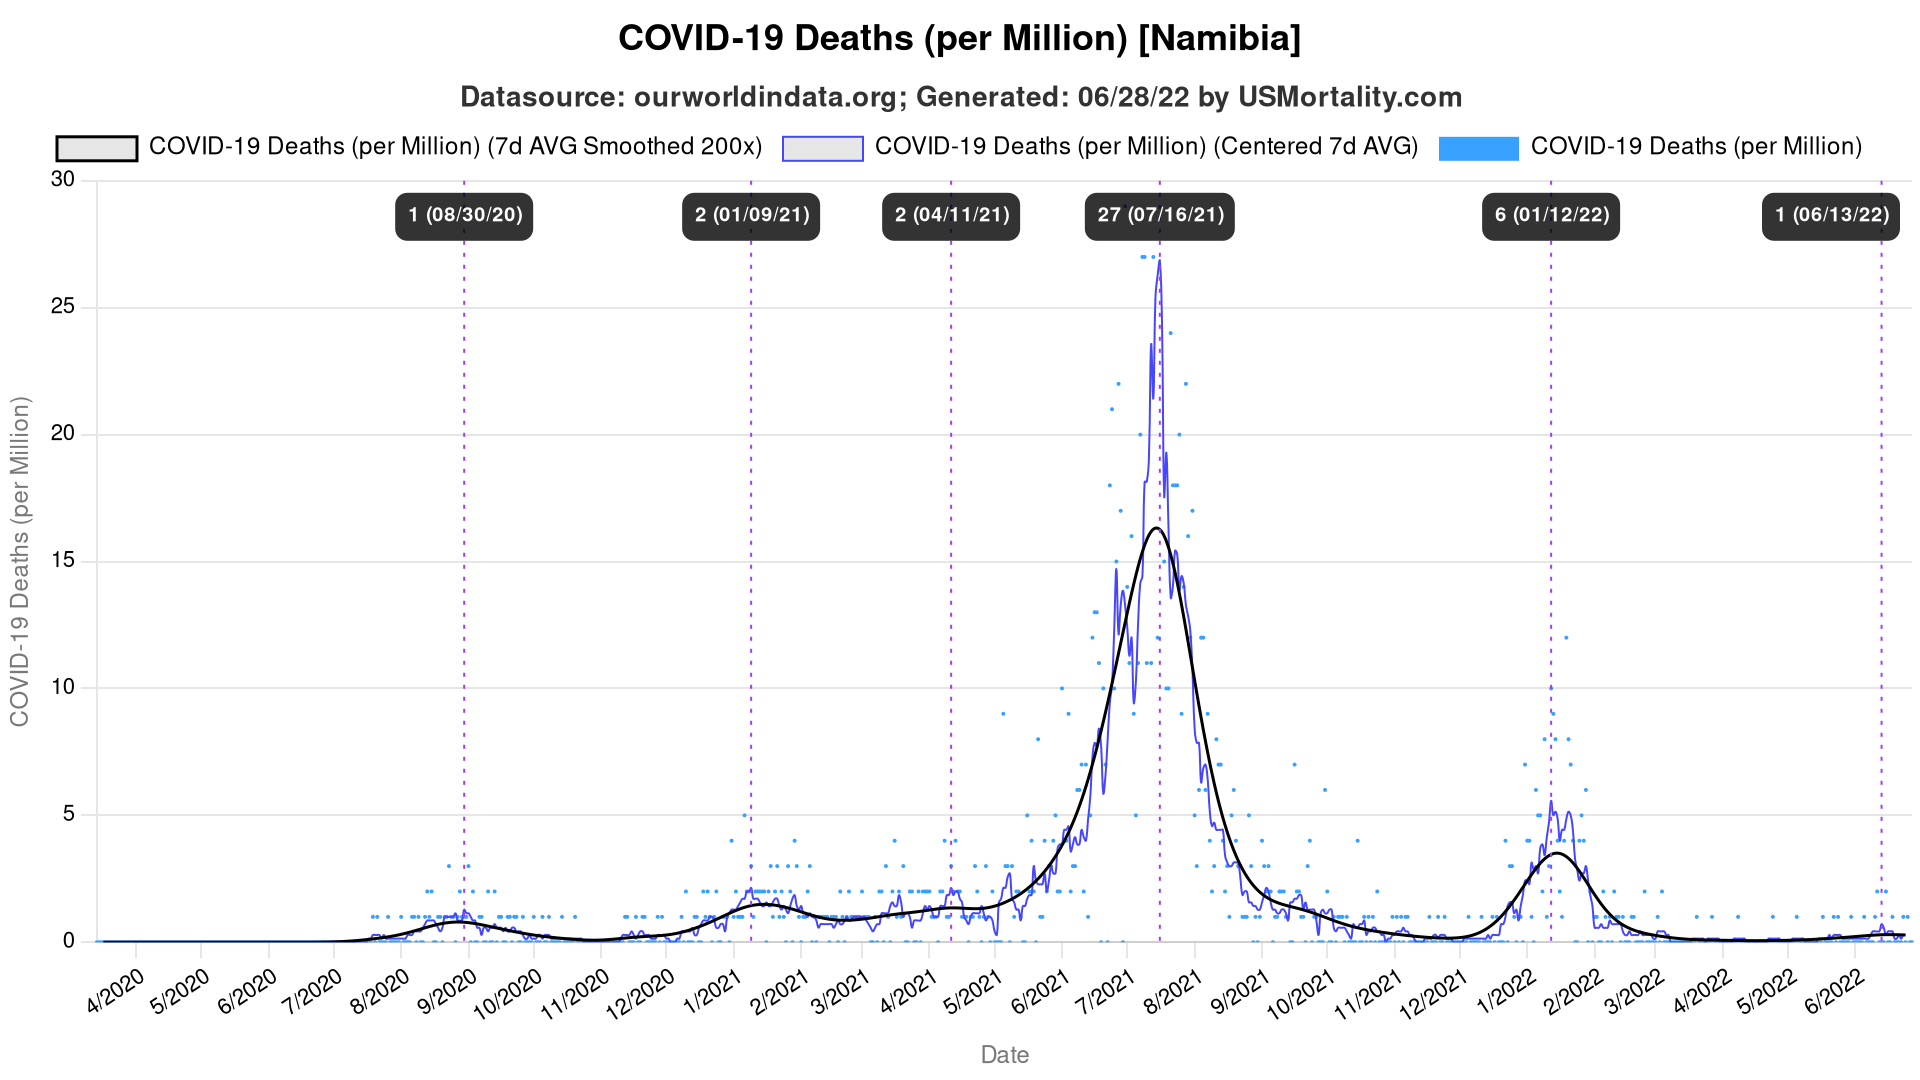 COVID-19 Deaths (per Million) [Namibia]
Datasource: ourworldindata.org; Generated: 06/28/22 by USMortality.com
COVID-19 Deaths (per Million) (7d AVG Smoothed 200x) COVID-19 Deaths (per Million) (Centered 7d AVG) COVID-19 Deaths (per Million)
1 (08/30/20) 2 (01/09/21) 2 (04/11/21) 27 (07/16/21) 6 (01/12/22) 1 (06/13/22)
30
25
20
15
10
5
0
COVID-19 Deaths (per Million)
4/2020 5/2020 6/2020 7/2020 8/2020 9/2020 10/2020 11/2020 12/2020 1/2021 2/2021 3/2021 4/2021 5/2021 6/2021 7/2021 8/2021 9/2021 10/2021 11/2021 12/2021 1/2022 2/2022 3/2022 4/2022 5/2022 6/2022
Date